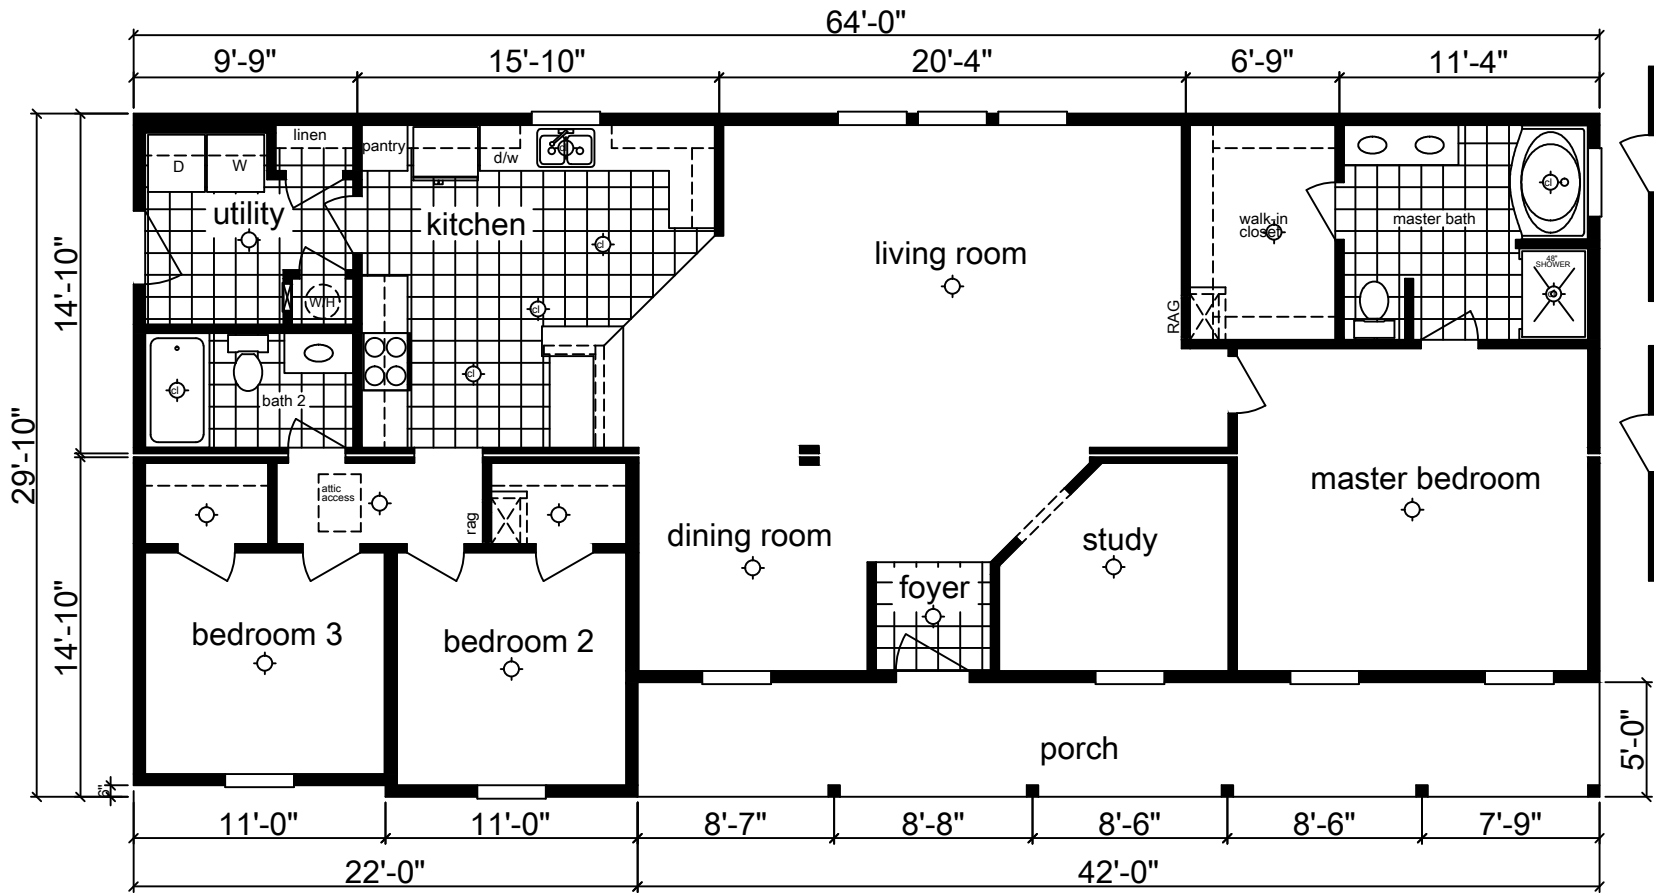 64'-0"
9'-9"
15'-10"
20'-4"
6'-9"
11'-4"
linen
pantry
d/w
D
W
cl
cl
utility
kitchen
walk-in
closet
master bath
cl
living room
48"
SHOWER
14'-10"
W/H
cl
RAG
cl
cl
bath 2
29'-10"
attic
access
rag
master bedroom
dining room
study
foyer
14'-10"
bedroom 3
bedroom 2
porch
5'-0"
6"
11'-0"
11'-0"
8'-7"
8'-8"
8'-6"
8'-6"
7'-9"
22'-0"
42'-0"